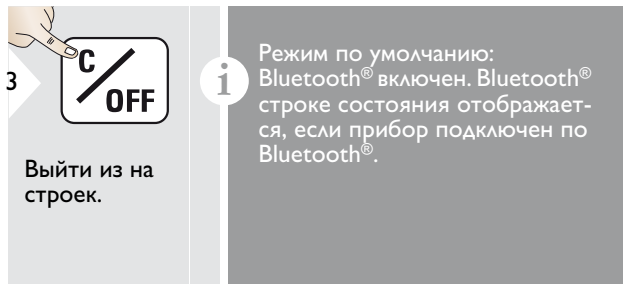 3
C
OFF
Выйти из на
строек.
i
Режим по умолчанию:
Bluetooth® включен. Bluetooth®
строке состояния отображает-
ся, если прибор подключен по
Bluetooth®.